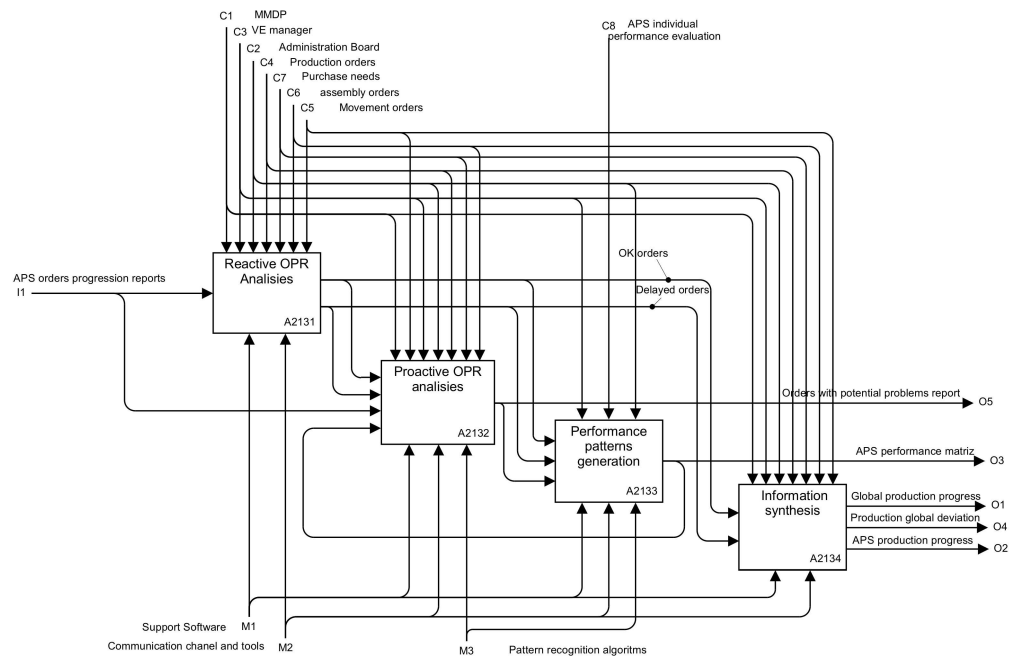 C1 MMDP
C3 VE manager
C2 Administration Board
C4 Production orders
C7 Purchase needs
C6 assembly orders
C5 Movement orders
C8 APS individual
performance evaluation
Reactive OPR
Analisies
A2131
OK orders
Delayed orders
APS orders progression reports
I1
Proactive OPR
analisies
A2132
Orders with potential problems report O5
Performance
patterns
generation
A2133
APS performance matriz O3
Information
synthesis
A2134
Global production progress O1
Production global deviation O4
APS production progress O2
Support Software M1
Communication chanel and tools M2
M3 Pattern recognition algoritms